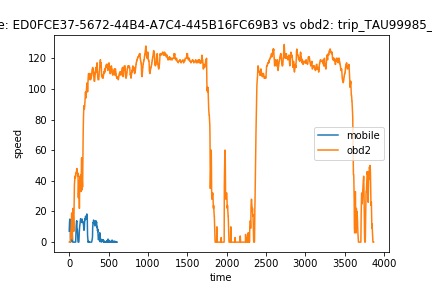 e: ED0FCE37-5672-44B4-A7C4-445B16FC69B3 vs obd2: trip_TAU99985_
speed
120
100
80
60
40
20
0
mobile
obd2
0 500 1000 1500 2000 2500 3000 3500 4000
time